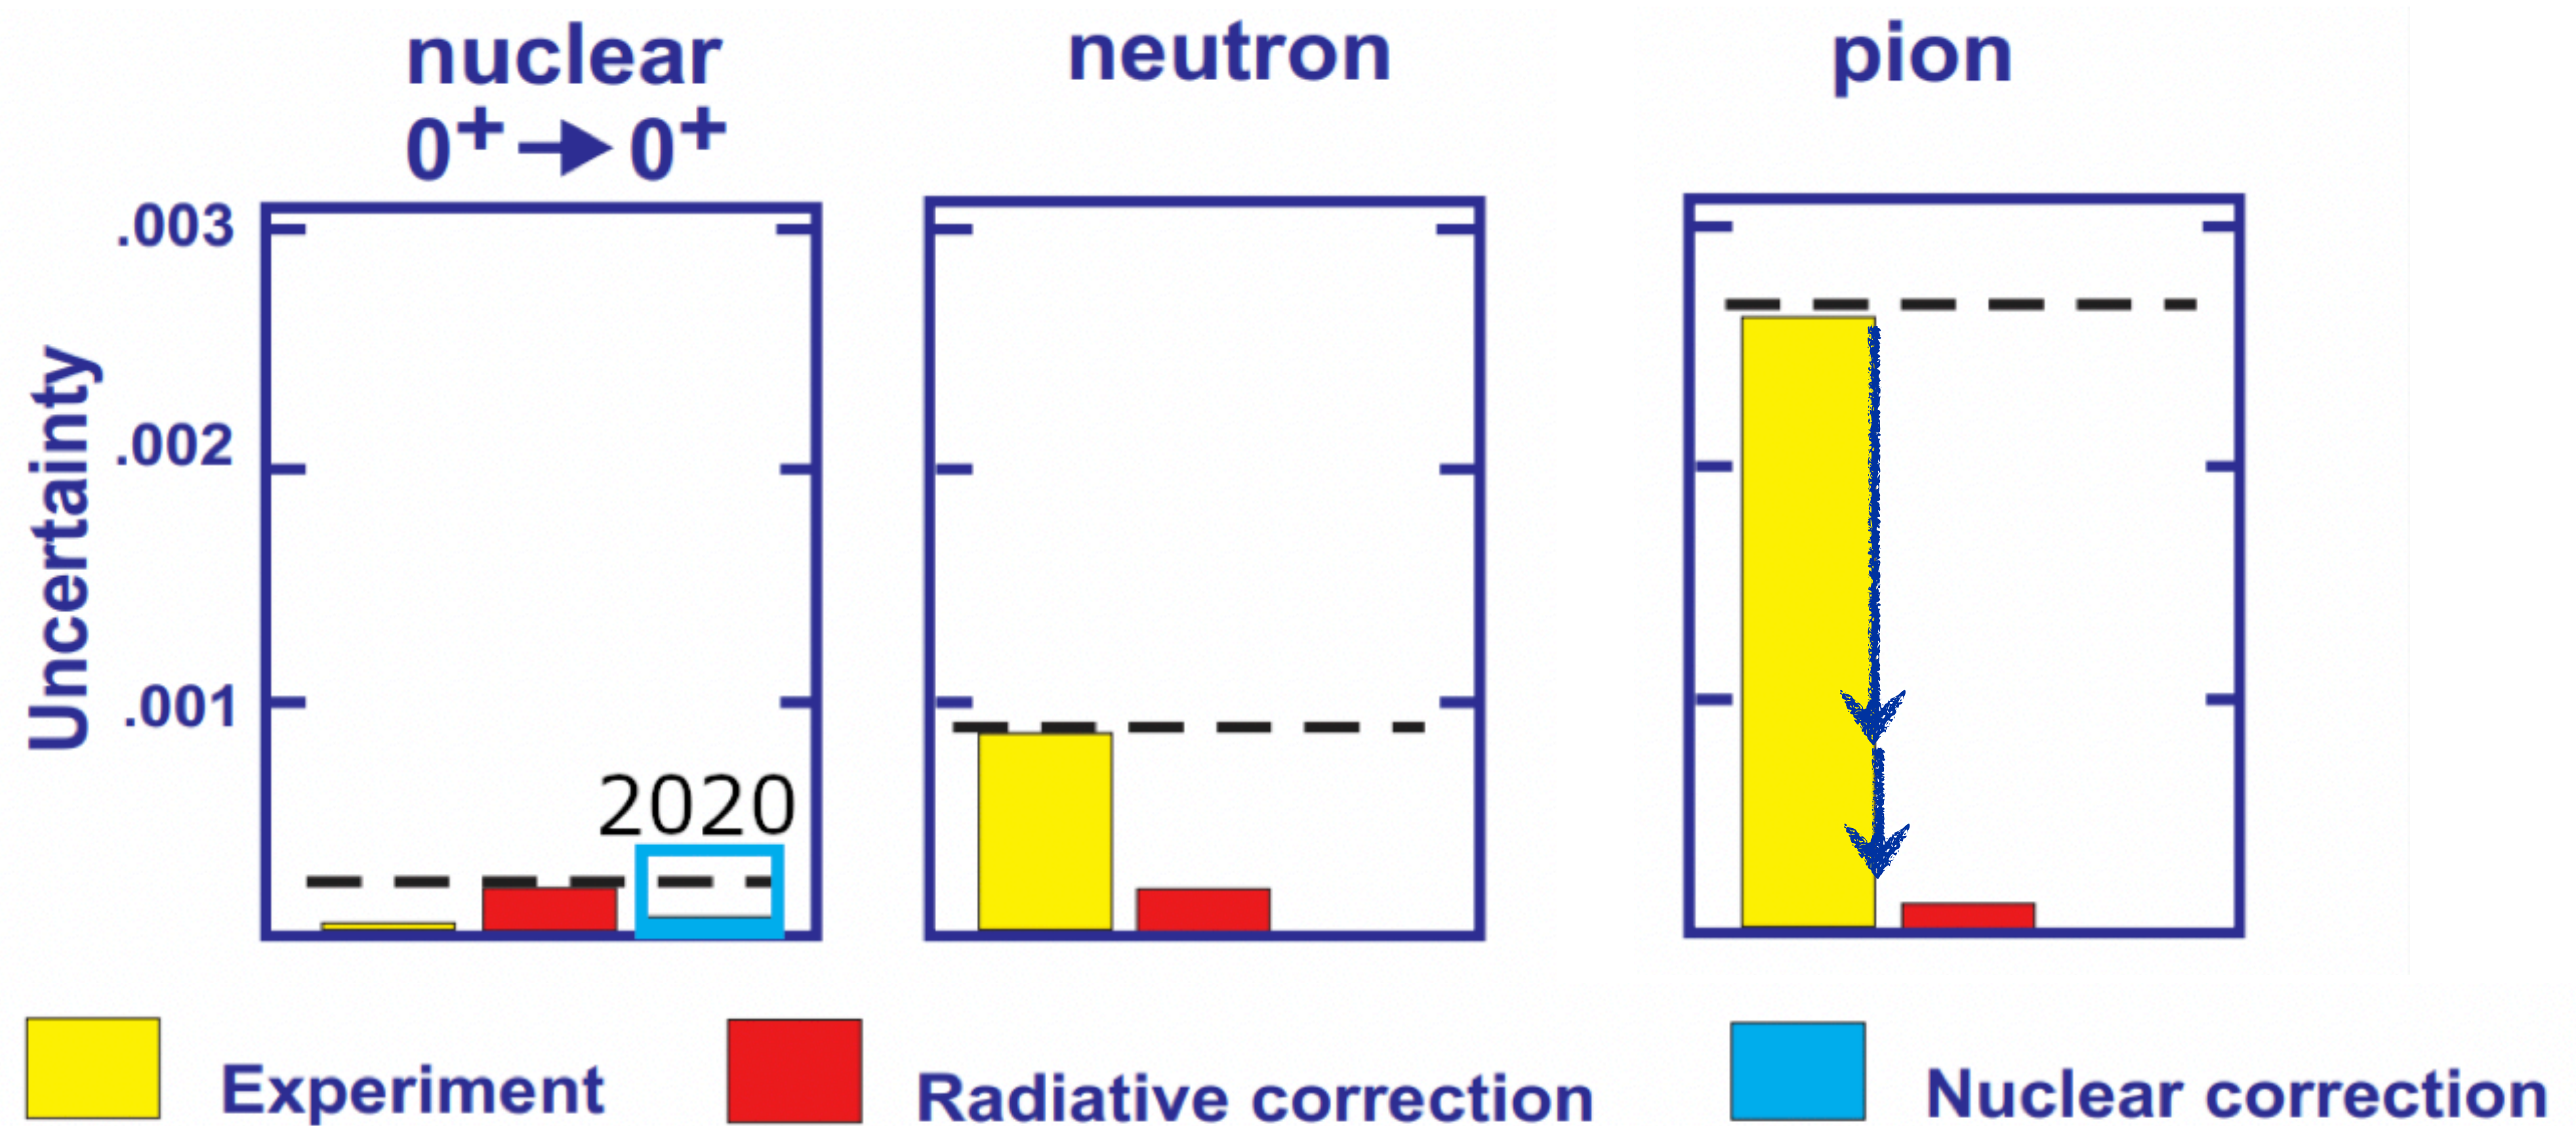 nuclear
0⁺→0⁺
neutron
pion
Uncertainty
.003
.002
.001
2020
Experiment
Radiative correction
Nuclear correction